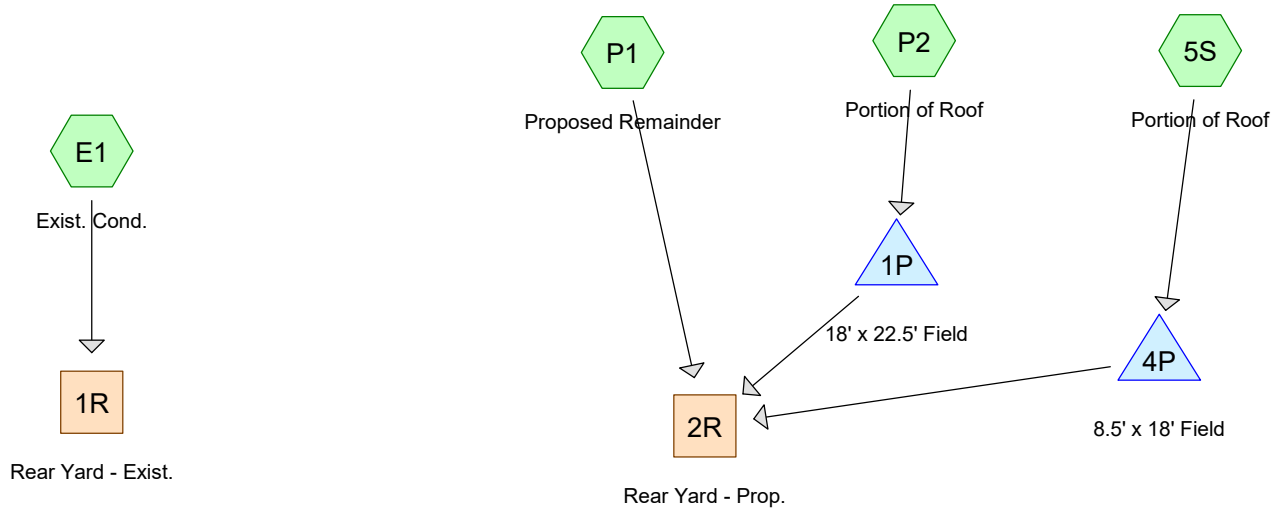 E1
Exist. Cond.
1R
Rear Yard - Exist.
P1
Proposed Remainder
P2
Portion of Roof
5S
Portion of Roof
1P
18' x 22.5' Field
4P
8.5' x 18' Field
2R
Rear Yard - Prop.